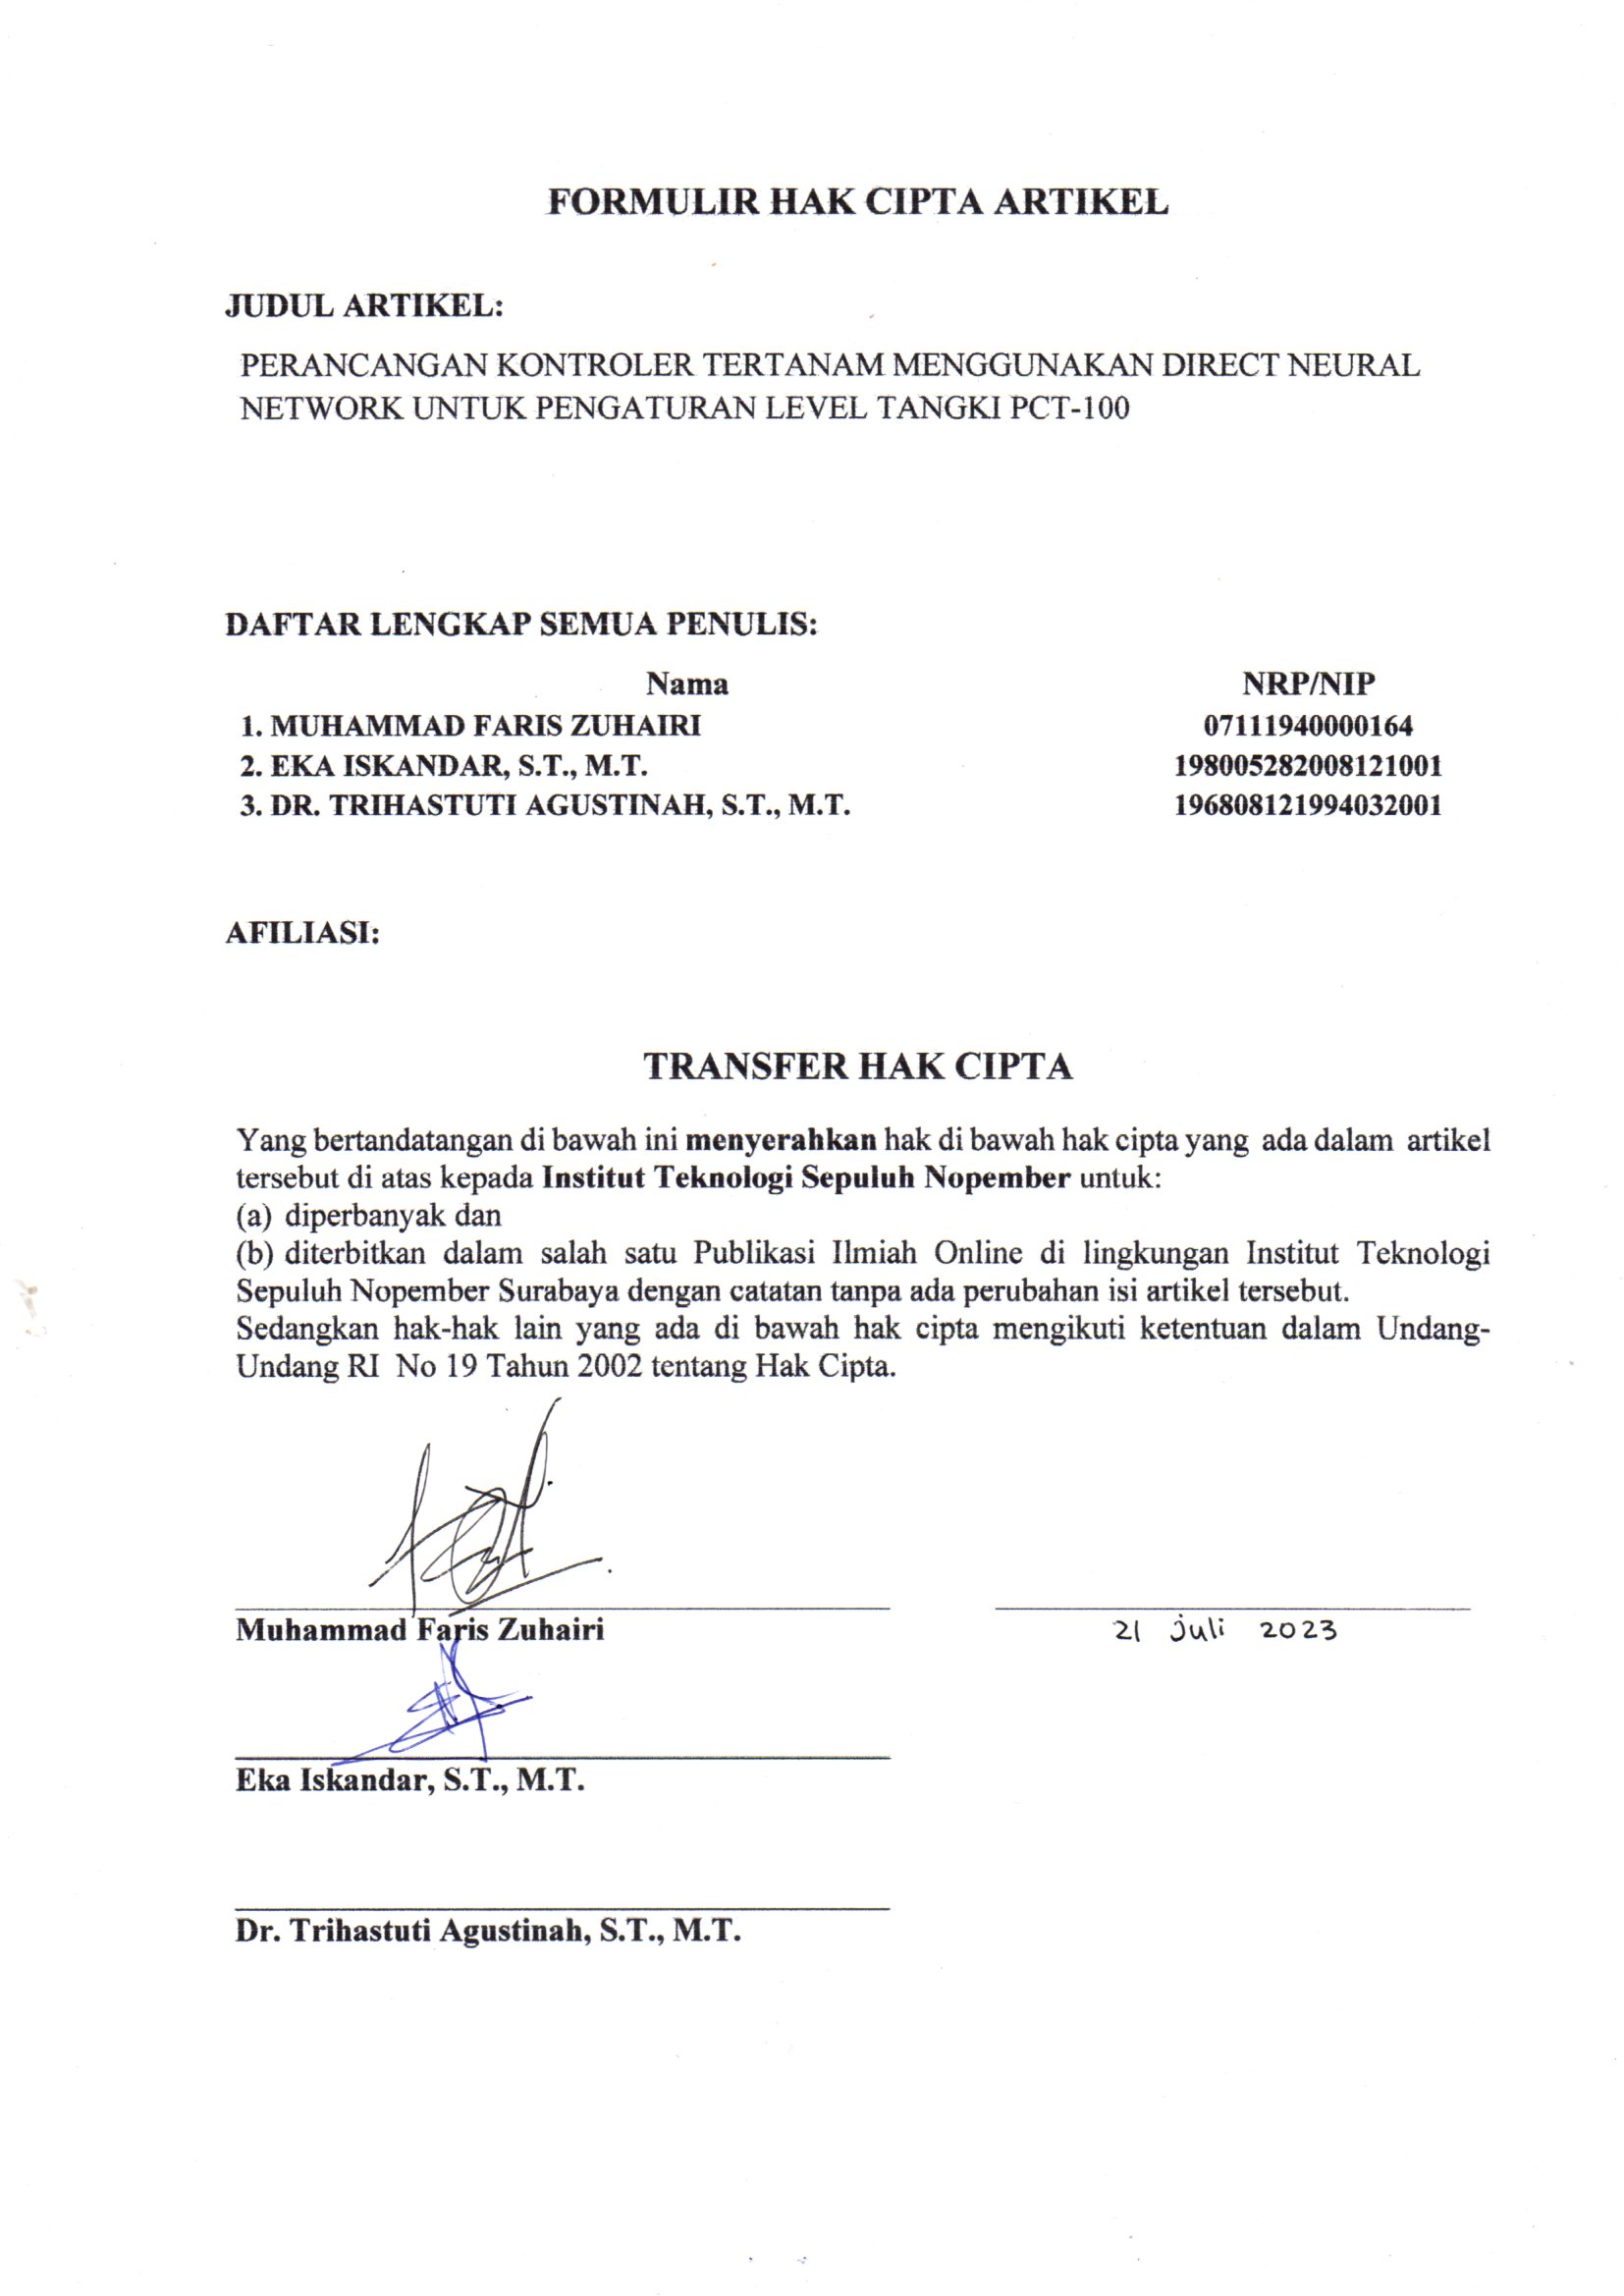 FORMULIR HAK CIPTA ARTIKEL
JUDUL ARTIKEL:
PERANCANGAN KONTROLER TERTANAM MENGGUNAKAN DIRECT NEURAL
NETWORK UNTUK PENGATURAN LEVEL TANGKI PCT-100
DAFTAR LENGKAP SEMUA PENULIS:
Nama NRP/NIP
1. MUHAMMAD FARIS ZUHAIRI 07111940000164
2. EKA ISKANDAR, S.T., M.T. 198005282008121001
3. DR. TRIHASTUTI AGUSTINAH, S.T., M.T. 196808121994032001
AFILIASI:
TRANSFER HAK CIPTA
Yang bertandatangan di bawah ini menyerahkan hak di bawah hak cipta yang ada dalam artikel
tersebut di atas kepada Institut Teknologi Sepuluh Nopember untuk:
(a) diperbanyak dan
(b) diterbitkan dalam salah satu Publikasi Ilmiah Online di lingkungan Institut Teknologi
Sepuluh Nopember Surabaya dengan catatan tanpa ada perubahan isi artikel tersebut.
Sedangkan hak-hak lain yang ada di bawah hak cipta mengikuti ketentuan dalam Undang-
Undang RI No 19 Tahun 2002 tentang Hak Cipta.
Muhammad Faris Zuhairi 21 juli 2023
Eka Iskandar, S.T., M.T.
Dr. Trihastuti Agustinah, S.T., M.T.